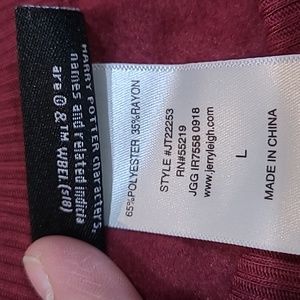 HARRY POTTER characters,
names and related indicia
are © & ™ WBEI. (s18)
65%POLYESTER 35%RAYON
STYLE #JT22253
RN#55219
JGG IR7558 0918
www.jerryleigh.com
L
MADE IN CHINA